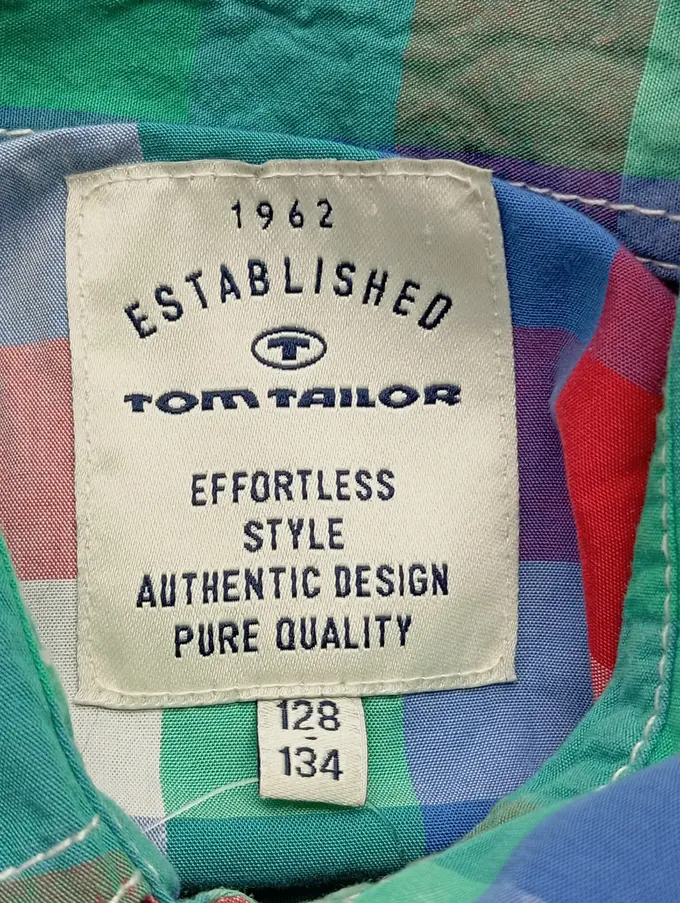 1962
ESTABLISHED
T
TOM TAILOR
EFFORTLESS
STYLE
AUTHENTIC DESIGN
PURE QUALITY
128
-
134